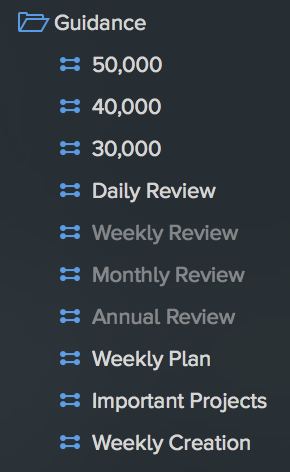 Guidance
50,000
40,000
30,000
Daily Review
Weekly Review
Monthly Review
Annual Review
Weekly Plan
Important Projects
Weekly Creation